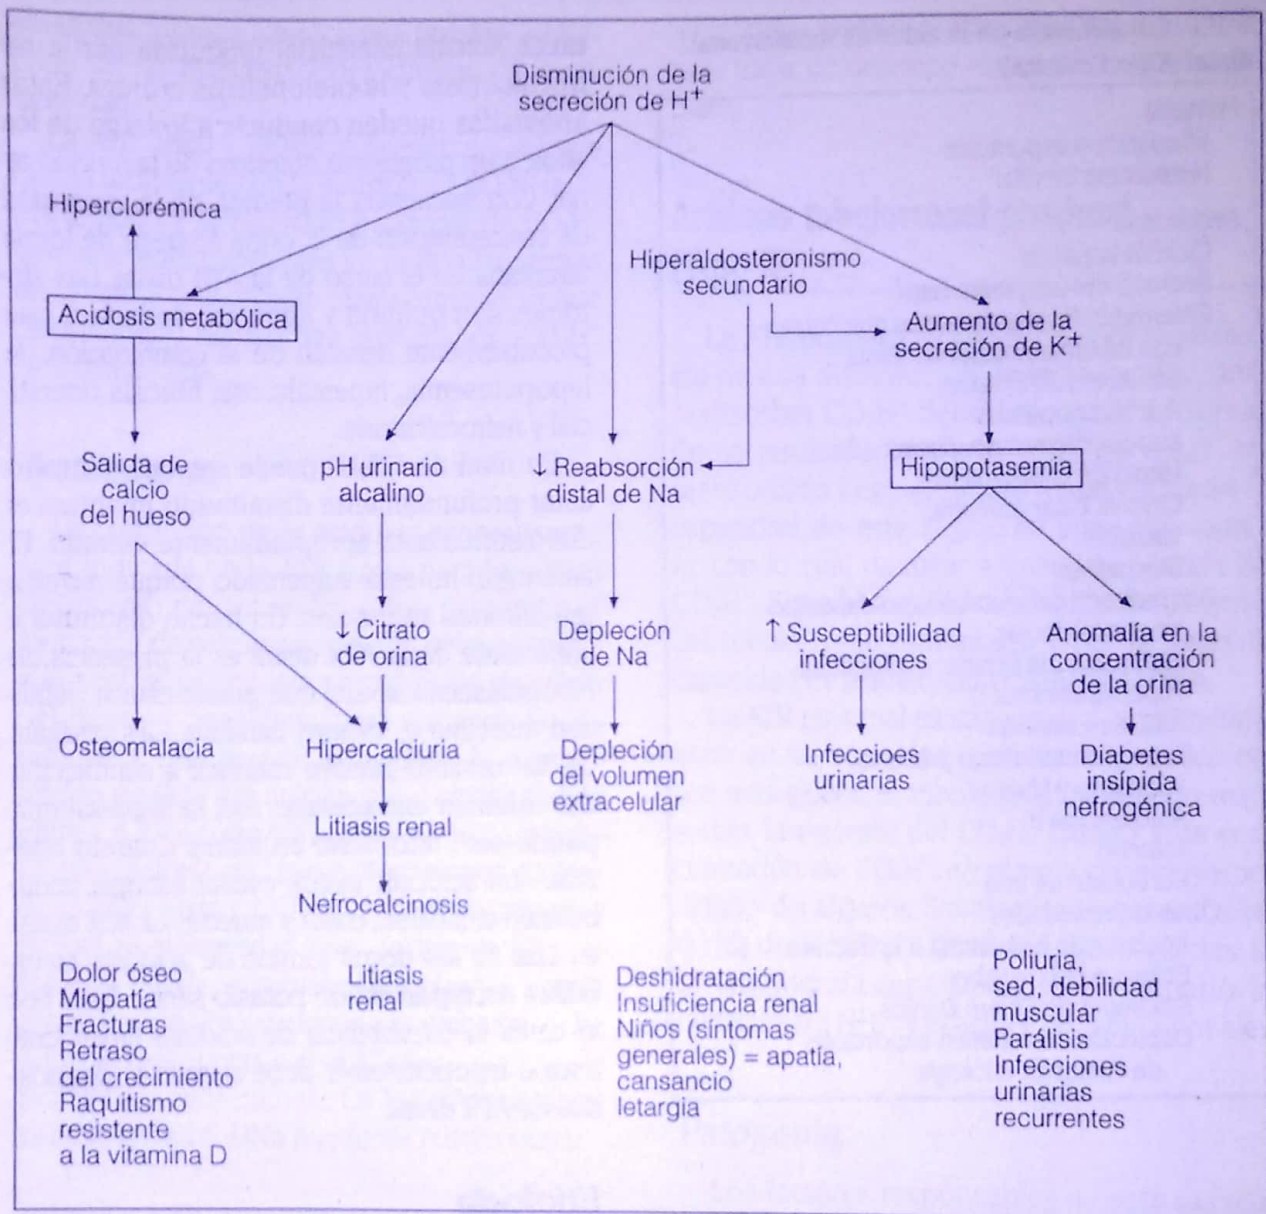 Disminución de la
secreción de H+
Hiperclorémica
Hiperaldosteronismo
secundario
Acidosis metabólica
Aumento de la
secreción de K+
Salida de
calcio
del hueso
pH urinario
alcalino
↓ Reabsorción
distal de Na
Hipopotasemia
↓ Citrato
de orina
Depleción
de Na
↑ Susceptibilidad
infecciones
Anomalía en la
concentración
de la orina
Osteomalacia
Hipercalciuria
Depleción
del volumen
extracelular
Infeccioes
urinarias
Diabetes
insípida
nefrogénica
Litiasis renal
Nefrocalcinosis
Dolor óseo
Miopatía
Fracturas
Retraso
del crecimiento
Raquitismo
resistente
a la vitamina D
Litiasis
renal
Deshidratación
Insuficiencia renal
Niños (síntomas
generales) = apatía,
cansancio
letargia
Poliuria,
sed, debilidad
muscular
Parálisis
Infecciones
urinarias
recurrentes